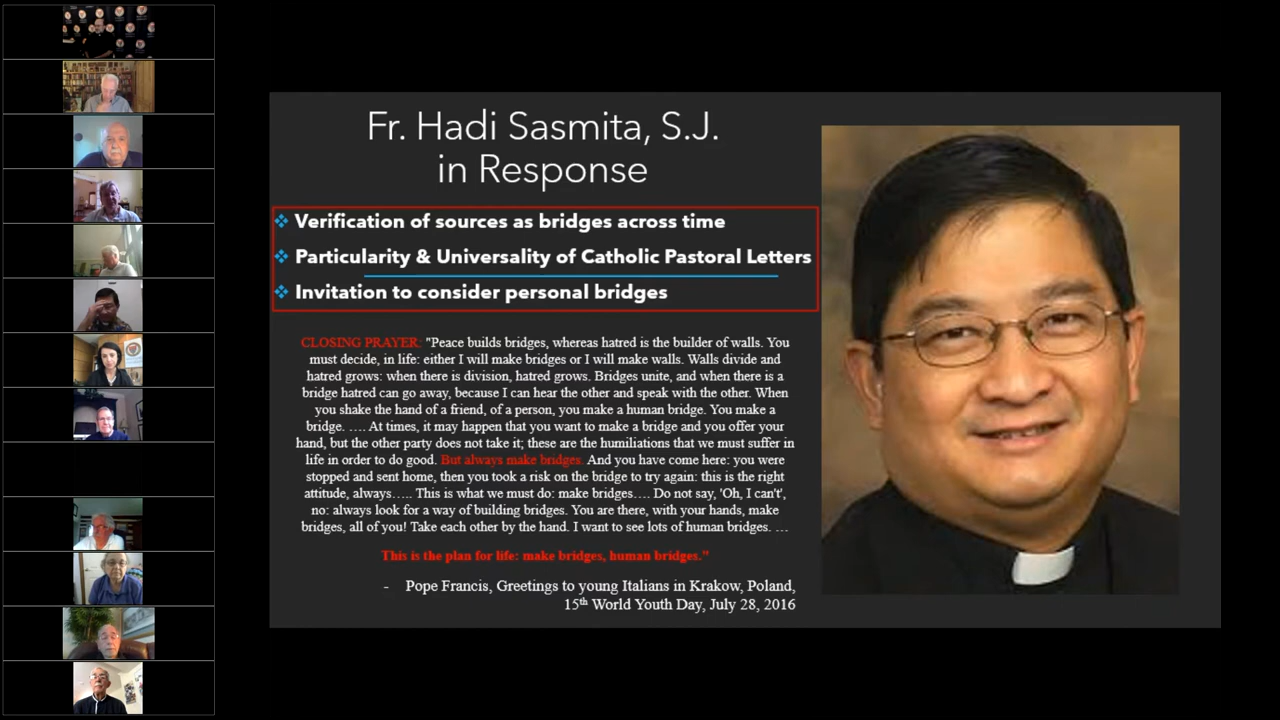 Fr. Hadi Sasmita, S.J.
in Response
❖ Verification of sources as bridges across time
❖ Particularity & Universality of Catholic Pastoral Letters
❖ Invitation to consider personal bridges
CLOSING PRAYER: "Peace builds bridges, whereas hatred is the builder of walls. You
must decide, in life: either I will make bridges or I will make walls. Walls divide and
hatred grows: when there is division, hatred grows. Bridges unite, and when there is a
bridge hatred can go away, because I can hear the other and speak with the other. When
you shake the hand of a friend, of a person, you make a human bridge. You make a
bridge. …. At times, it may happen that you want to make a bridge and you offer your
hand, but the other party does not take it; these are the humiliations that we must suffer in
life in order to do good. But always make bridges. And you have come here: you were
stopped and sent home, then you took a risk on the bridge to try again: this is the right
attitude, always….. This is what we must do: make bridges…. Do not say, 'Oh, I can't',
no: always look for a way of building bridges. You are there, with your hands, make
bridges, all of you! Take each other by the hand. I want to see lots of human bridges. …
This is the plan for life: make bridges, human bridges."
- Pope Francis, Greetings to young Italians in Krakow, Poland,
15th World Youth Day, July 28, 2016